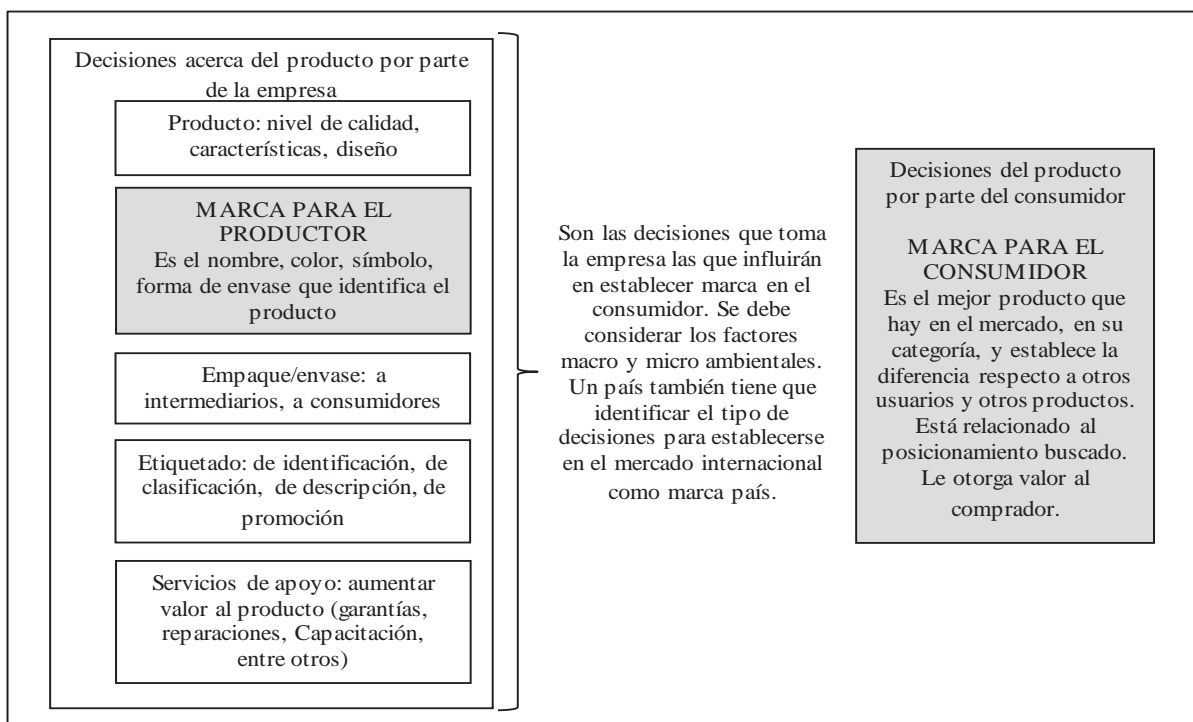 Decisiones acerca del producto por parte
de la empresa
Producto: nivel de calidad,
características, diseño
MARCA PARA EL
PRODUCTOR
Es el nombre, color, símbolo,
forma de envase que identifica el
producto
Empaque/envase: a
intermediarios, a consumidores
Etiquetado: de identificación, de
clasificación, de descripción, de
promoción
Servicios de apoyo: aumentar
valor al producto (garantías,
reparaciones, Capacitación,
entre otros)
Son las decisiones que toma
la empresa las que influirán
en establecer marca en el
consumidor. Se debe
considerar los factores
macro y micro ambientales.
Un país también tiene que
identificar el tipo de
decisiones para establecerse
en el mercado internacional
como marca país.
Decisiones del producto
por parte del consumidor
MARCA PARA EL
CONSUMIDOR
Es el mejor producto que
hay en el mercado, en su
categoría, y establece la
diferencia respecto a otros
usuarios y otros productos.
Está relacionado al
posicionamiento buscado.
Le otorga valor al
comprador.